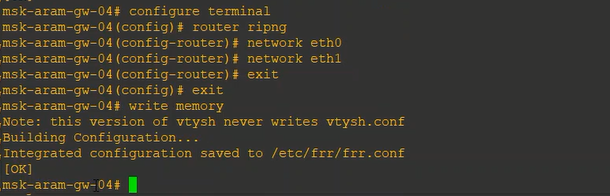 msk-aram-gw-04# configure terminal
msk-aram-gw-04(config)# router ripng
msk-aram-gw-04(config-router)# network eth0
msk-aram-gw-04(config-router)# network eth1
msk-aram-gw-04(config-router)# exit
msk-aram-gw-04(config)# exit
msk-aram-gw-04# write memory
Note: this version of vtysh never writes vtysh.conf
Building Configuration...
Integrated configuration saved to /etc/frr/frr.conf
[OK]
msk-aram-gw-04#